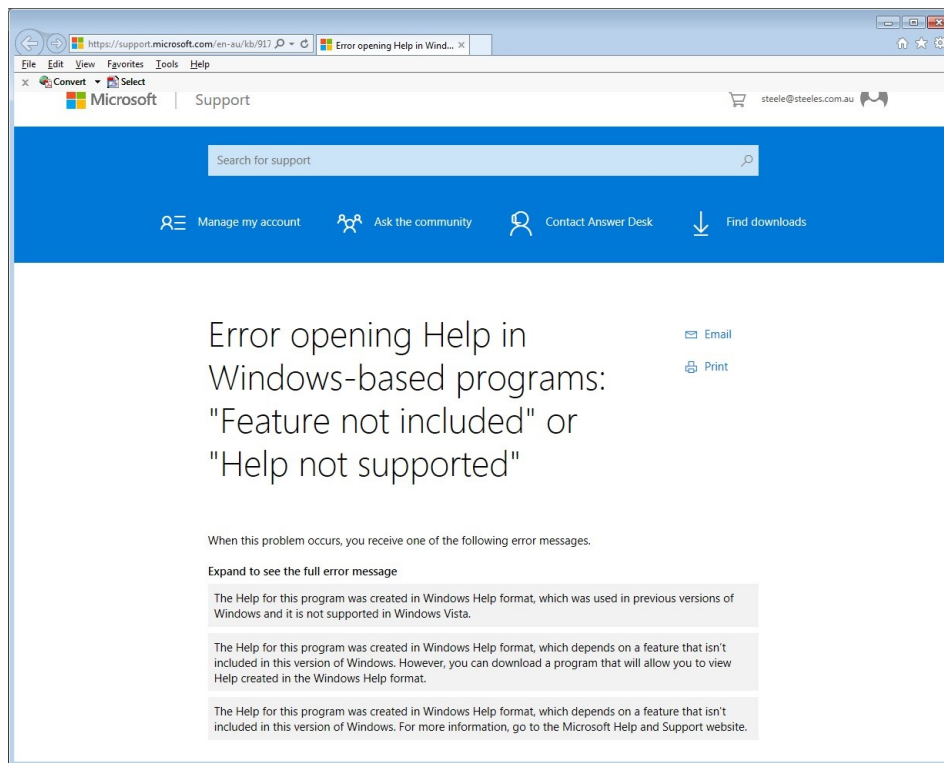 https://support.microsoft.com/en-au/kb/917
Error opening Help in Wind...
File Edit View Favorites Tools Help
x Convert Select
Microsoft | Support
steele@steeles.com.au
Search for support
Manage my account Ask the community Contact Answer Desk Find downloads
Error opening Help in
Windows-based programs:
"Feature not included" or
"Help not supported"
Email
Print
When this problem occurs, you receive one of the following error messages.
Expand to see the full error message
The Help for this program was created in Windows Help format, which was used in previous versions of
Windows and it is not supported in Windows Vista.
The Help for this program was created in Windows Help format, which depends on a feature that isn't
included in this version of Windows. However, you can download a program that will allow you to view
Help created in the Windows Help format.
The Help for this program was created in Windows Help format, which depends on a feature that isn't
included in this version of Windows. For more information, go to the Microsoft Help and Support website.